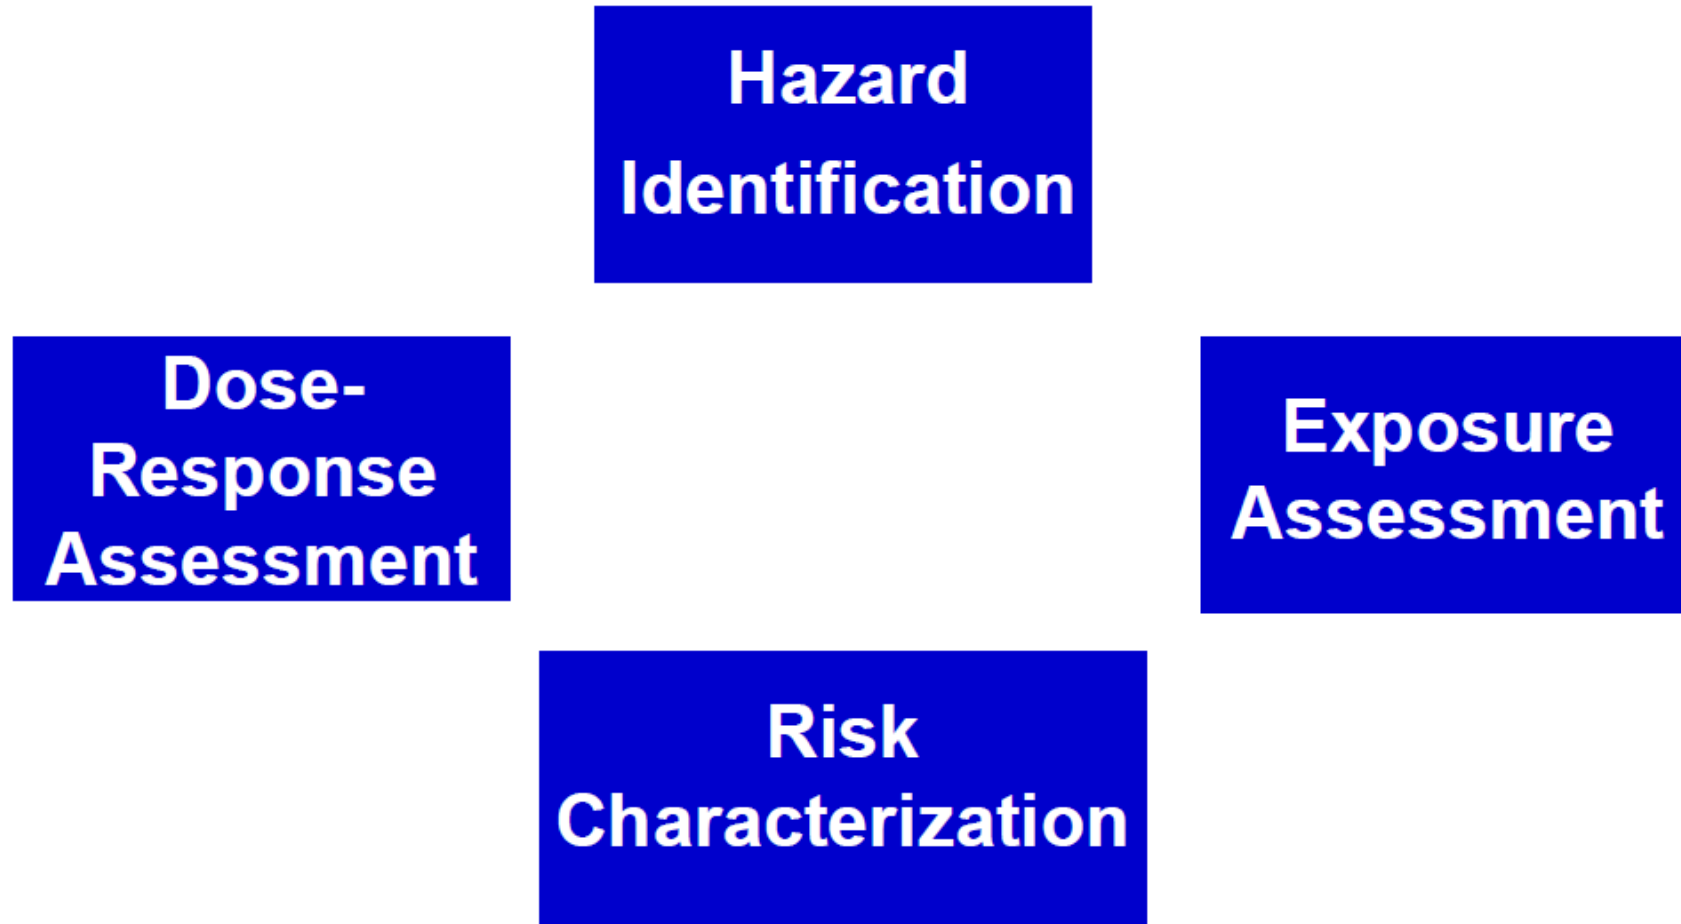 Hazard
Identification
Dose-
Response
Assessment
Exposure
Assessment
Risk
Characterization